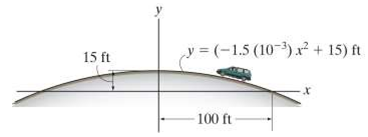 y
15 ft
y = (−1.5 (10⁻³) x² + 15) ft
x
100 ft